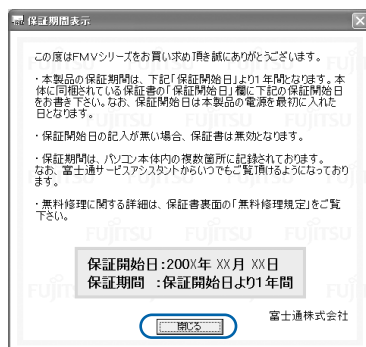 保証期間表示
この度はFMVシリーズをお買い求め頂き誠にありがとうございます。
・本製品の保証期間は、下記「保証開始日」より1年間となります。本
体に同梱されている保証書の「保証開始日」欄に下記の保証開始日
をお書き下さい。なお、保証開始日は本製品の電源を最初に入れた
日となります。
・保証開始日の記入が無い場合、保証書は無効となります。
・保証期間は、パソコン本体内の複数箇所に記録されております。
なお、富士通サービスアシスタントからいつでもご覧頂けるようになっており
ます。
・無料修理に関する詳細は、保証書裏面の「無料修理規定」をご覧
下さい。
保証開始日:200X年 XX月 XX日
保証期間 :保証開始日より1年間
閉じる
富士通株式会社
FUJITSU FUJITSU